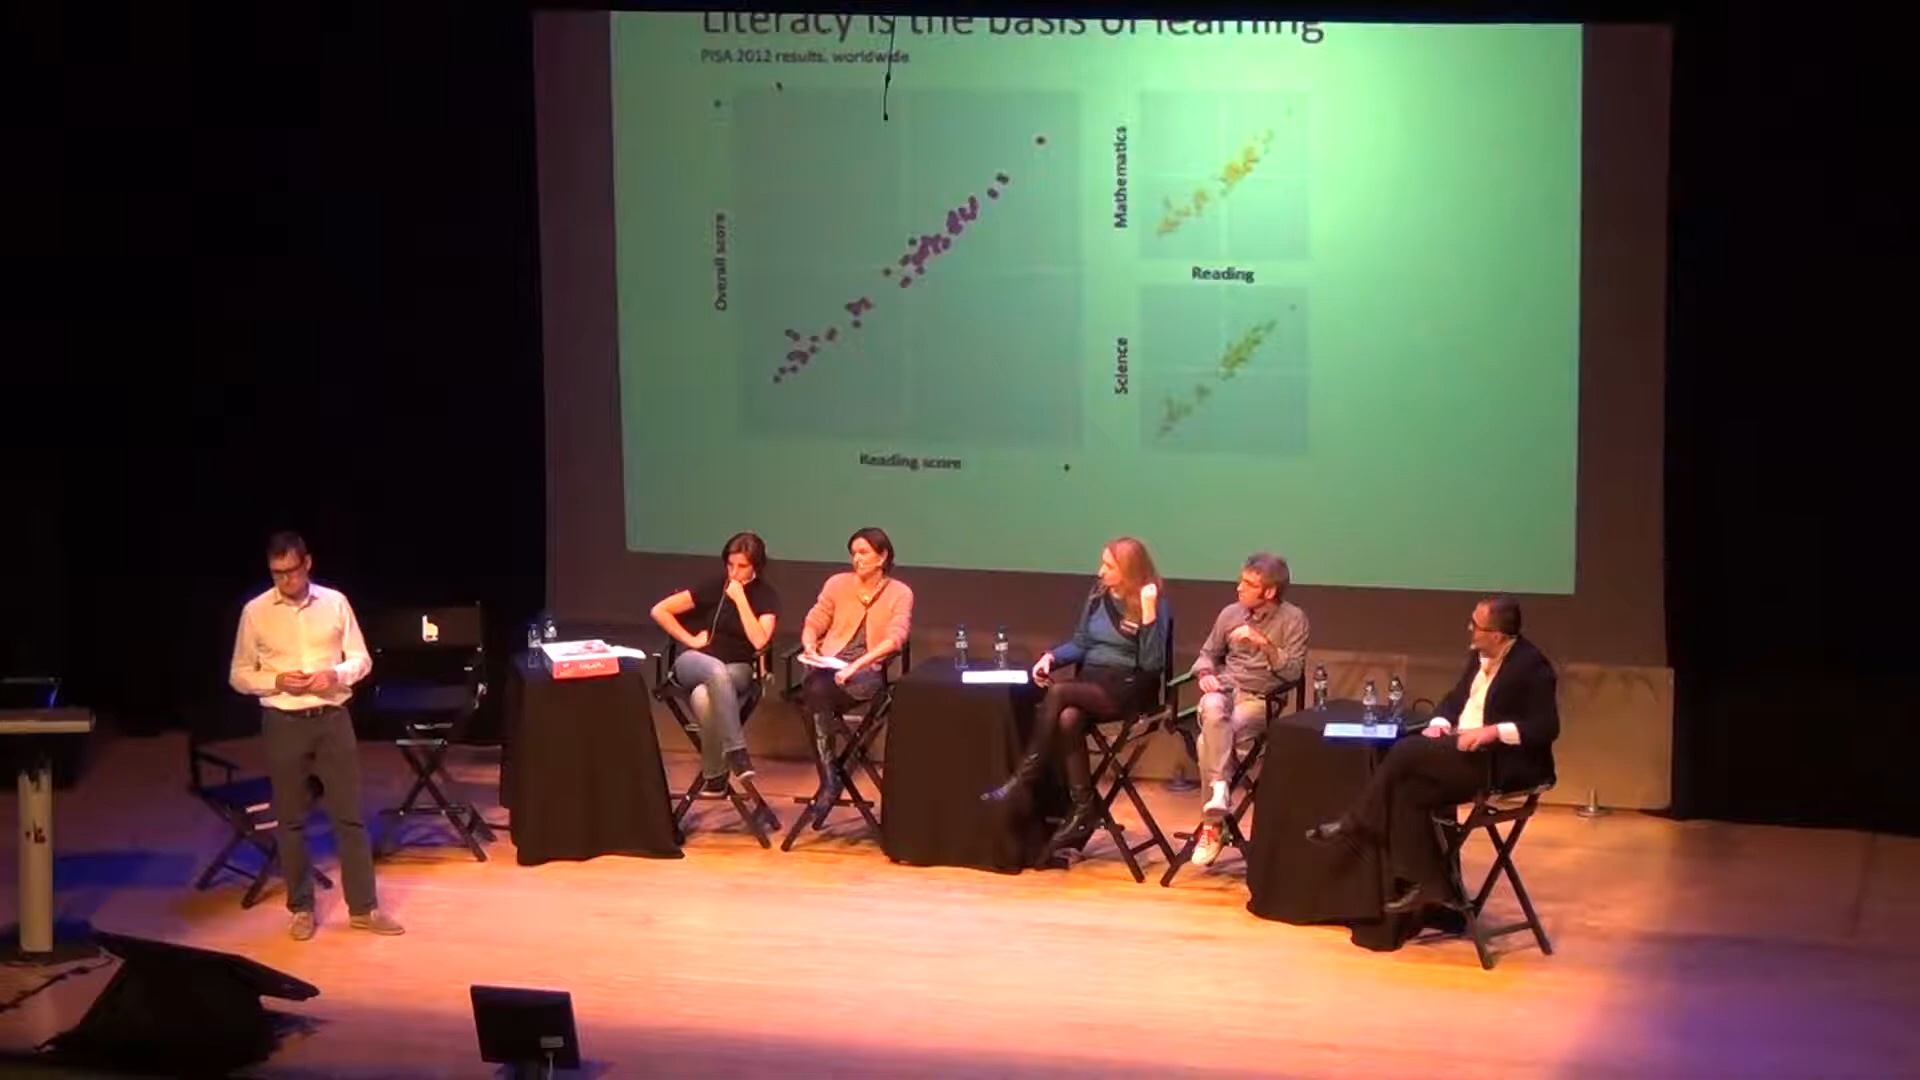 Literacy is the basis of learning
PISA 2012 results, worldwide
Overall score
Reading score
Mathematics
Reading
Science